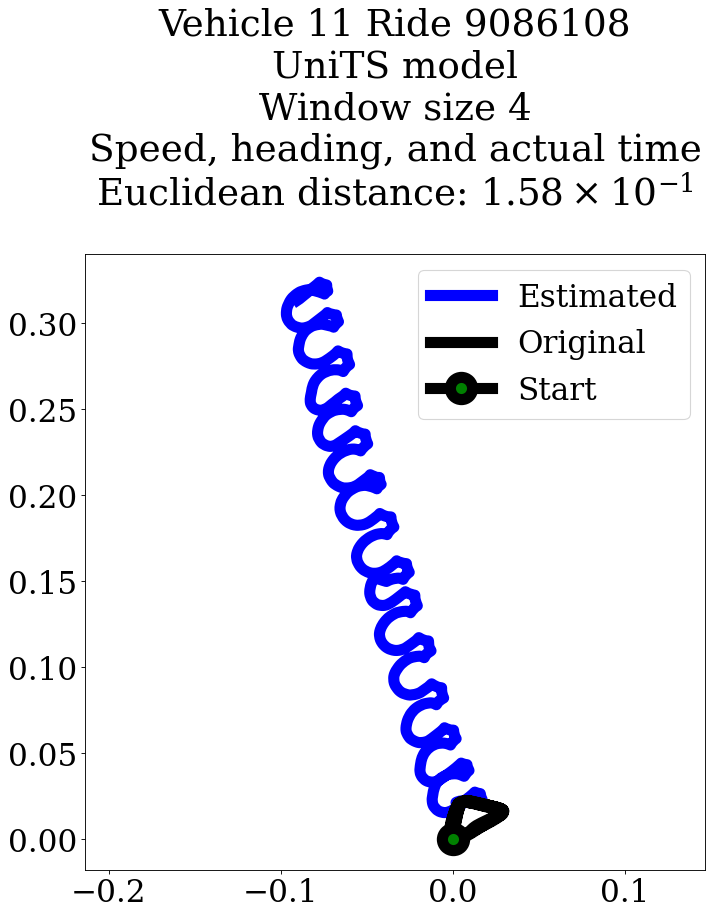 Vehicle 11 Ride 9086108
UniTS model
Window size 4
Speed, heading, and actual time
Euclidean distance: 1.58 × 10⁻¹
Estimated
Original
Start
0.30
0.25
0.20
0.15
0.10
0.05
0.00
−0.2 −0.1 0.0 0.1